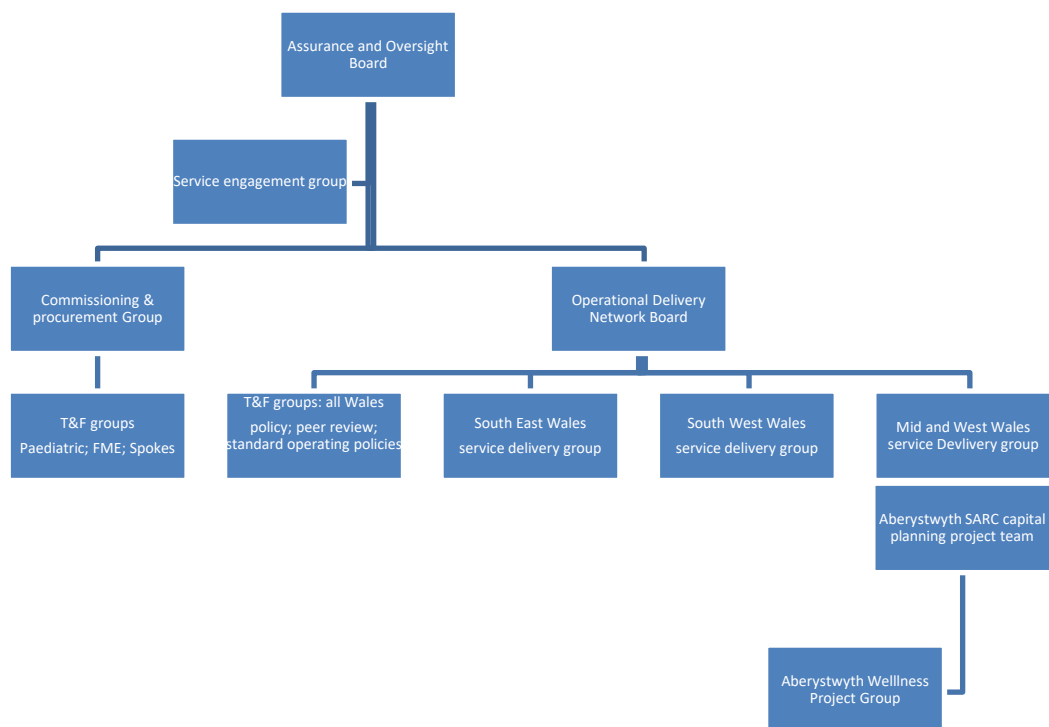 Assurance and Oversight
Board
Service engagement group
Commissioning &
procurement Group
Operational Delivery
Network Board
T&F groups
Paediatric; FME; Spokes
T&F groups: all Wales
policy; peer review;
standard operating policies
South East Wales
service delivery group
South West Wales
service delivery group
Mid and West Wales
service Devlivery group
Aberystwyth SARC capital
planning project team
Aberystwyth Welllness
Project Group